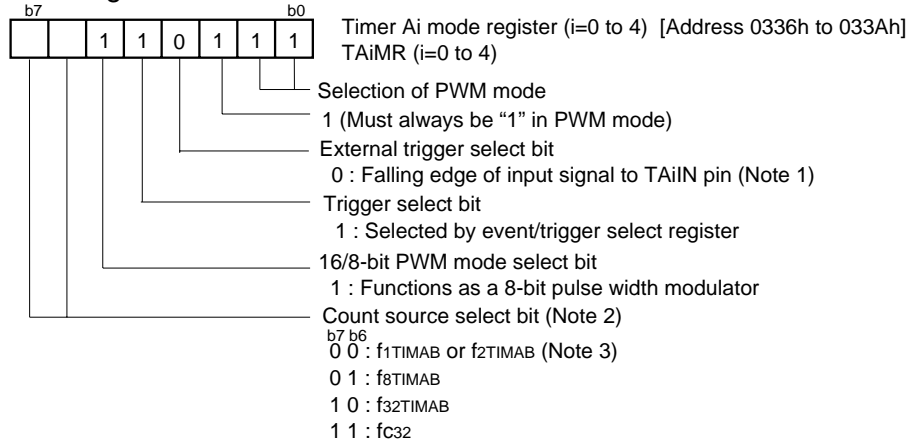 b7 b0
1 1 0 1 1 1
Timer Ai mode register (i=0 to 4) [Address 0336h to 033Ah]
TAiMR (i=0 to 4)
Selection of PWM mode
1 (Must always be “1” in PWM mode)
External trigger select bit
0 : Falling edge of input signal to TAiIN pin (Note 1)
Trigger select bit
1 : Selected by event/trigger select register
16/8-bit PWM mode select bit
1 : Functions as a 8-bit pulse width modulator
Count source select bit (Note 2)
b7 b6
0 0 : f1TIMAB or f2TIMAB (Note 3)
0 1 : f8TIMAB
1 0 : f32TIMAB
1 1 : fC32